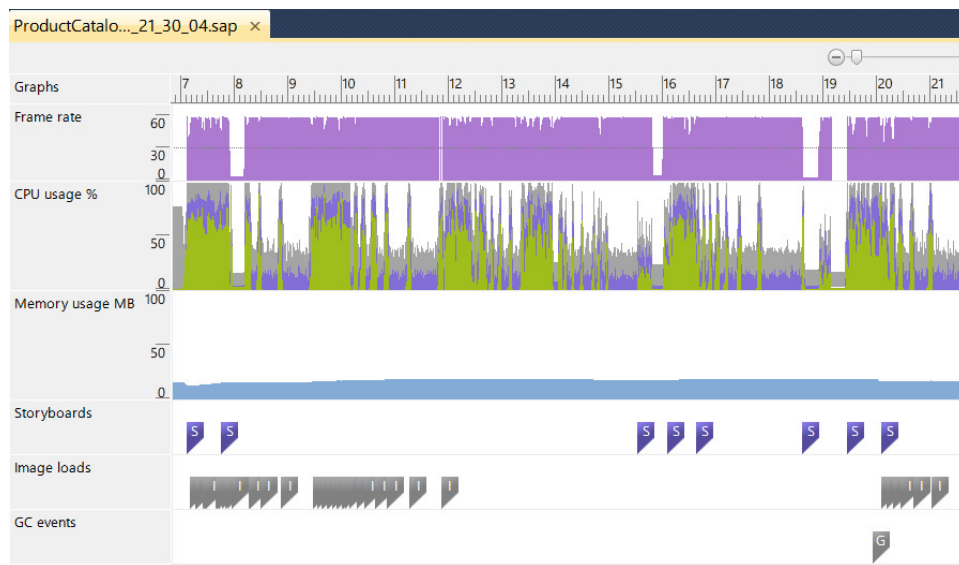 ProductCatalo..._21_30_04.sap ×
Graphs 7 8 9 10 11 12 13 14 15 16 17 18 19 20 21
Frame rate 60
30
0
CPU usage % 100
50
0
Memory usage MB 100
50
0
Storyboards
S S S S S S S S
Image loads
I I I I I I I I I I I I I
GC events
G